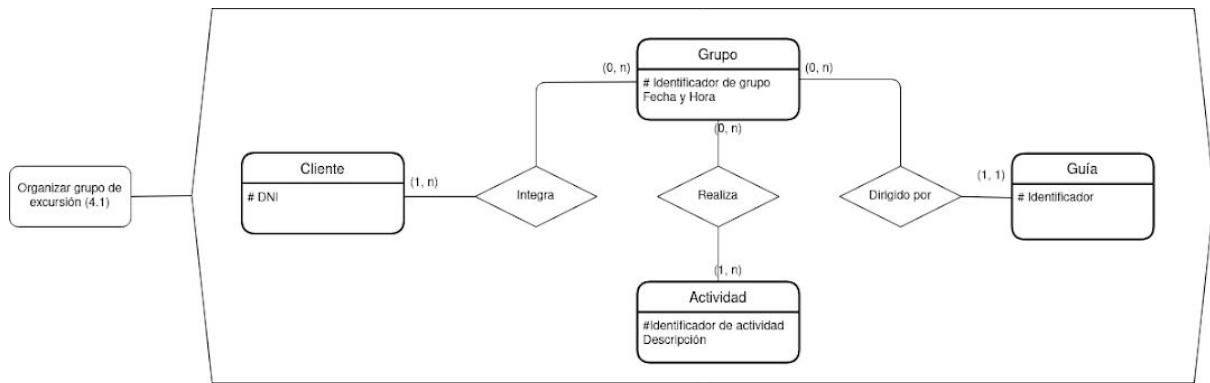 Grupo
(0, n)
(0, n)
# Identificador de grupo
Fecha y Hora
(0, n)
Cliente
# DNI
(1, n)
Organizar grupo de
excursión (4.1)
Integra
Realiza
Dirigido por
(1, 1)
Guía
# Identificador
(1, n)
Actividad
#Identificador de actividad
Descripción